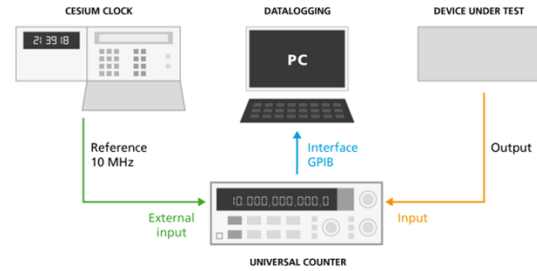 CESIUM CLOCK
DATALOGGING
DEVICE UNDER TEST
21 39 18
PC
Reference
10 MHz
Interface
GPIB
Output
10.000,000,000,0
External
input
Input
UNIVERSAL COUNTER